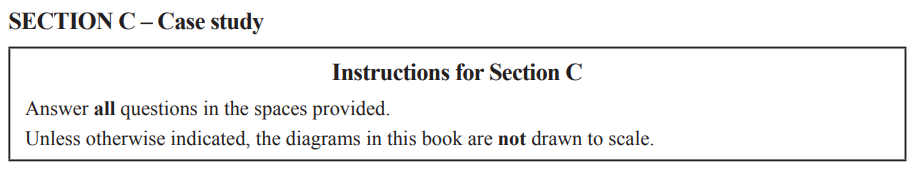 SECTION C – Case study
Instructions for Section C
Answer all questions in the spaces provided.
Unless otherwise indicated, the diagrams in this book are not drawn to scale.